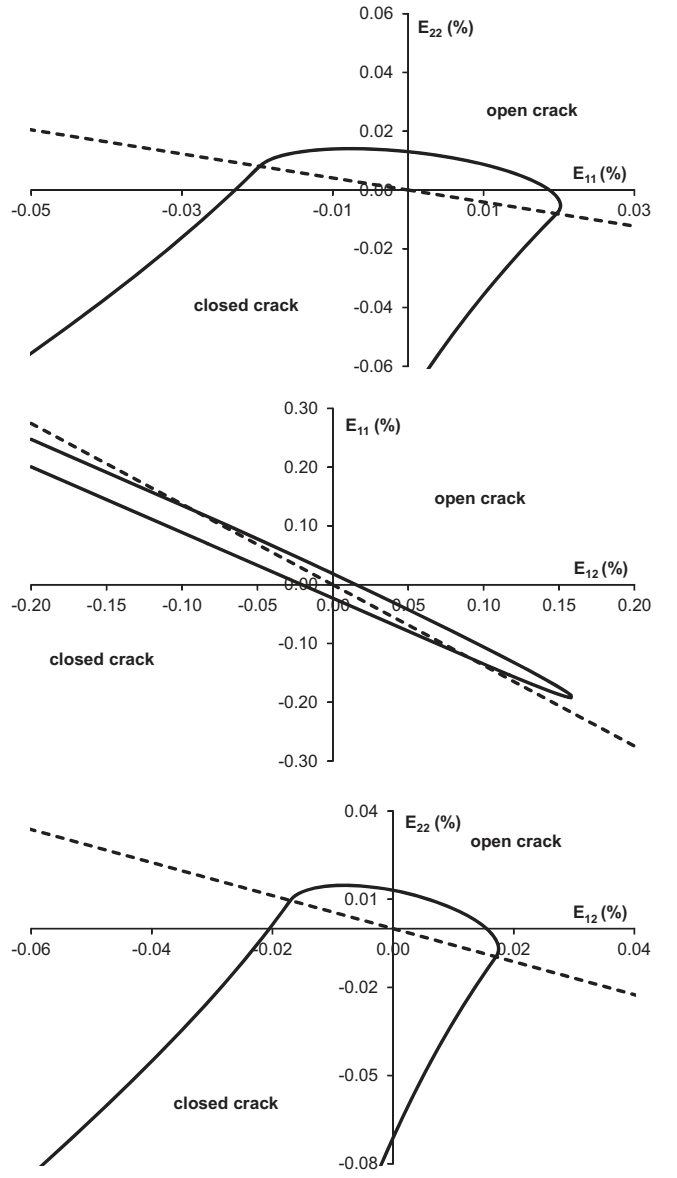 0.06
E22 (%)
0.04
open crack
0.02
E11 (%)
0.00
-0.05 -0.03 -0.01 0.01 0.03
-0.02
closed crack
-0.04
-0.06
0.30
E11 (%)
0.20
open crack
0.10
E12 (%)
0.00
-0.20 -0.15 -0.10 -0.05 0.00 0.05 0.10 0.15 0.20
-0.10
closed crack
-0.20
-0.30
0.04
E22 (%)
open crack
0.01
E12 (%)
-0.06 -0.04 -0.02 0.00 0.02 0.04
-0.02
-0.05
closed crack
-0.08